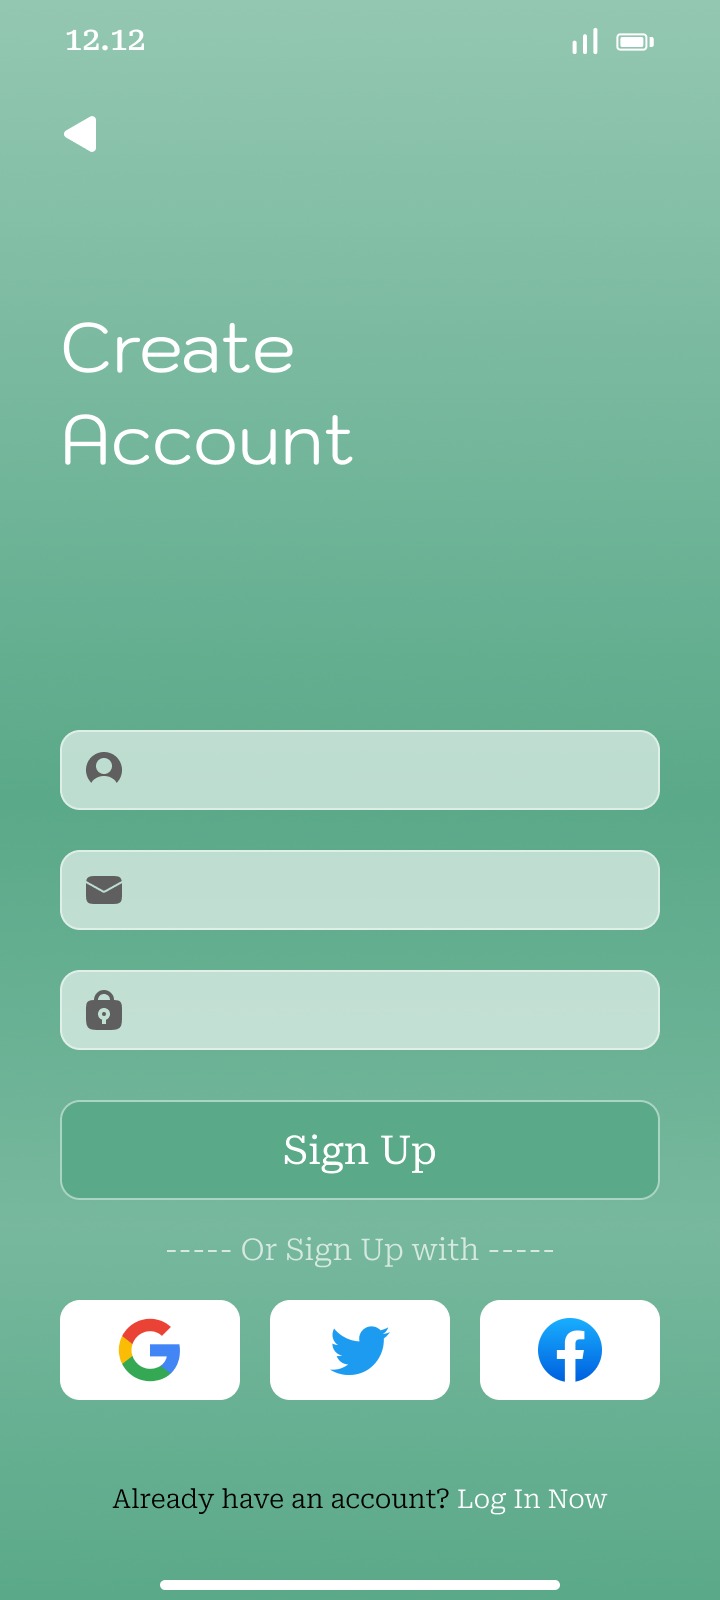 12.12
Create
Account
Sign Up
----- Or Sign Up with -----
Already have an account? Log In Now